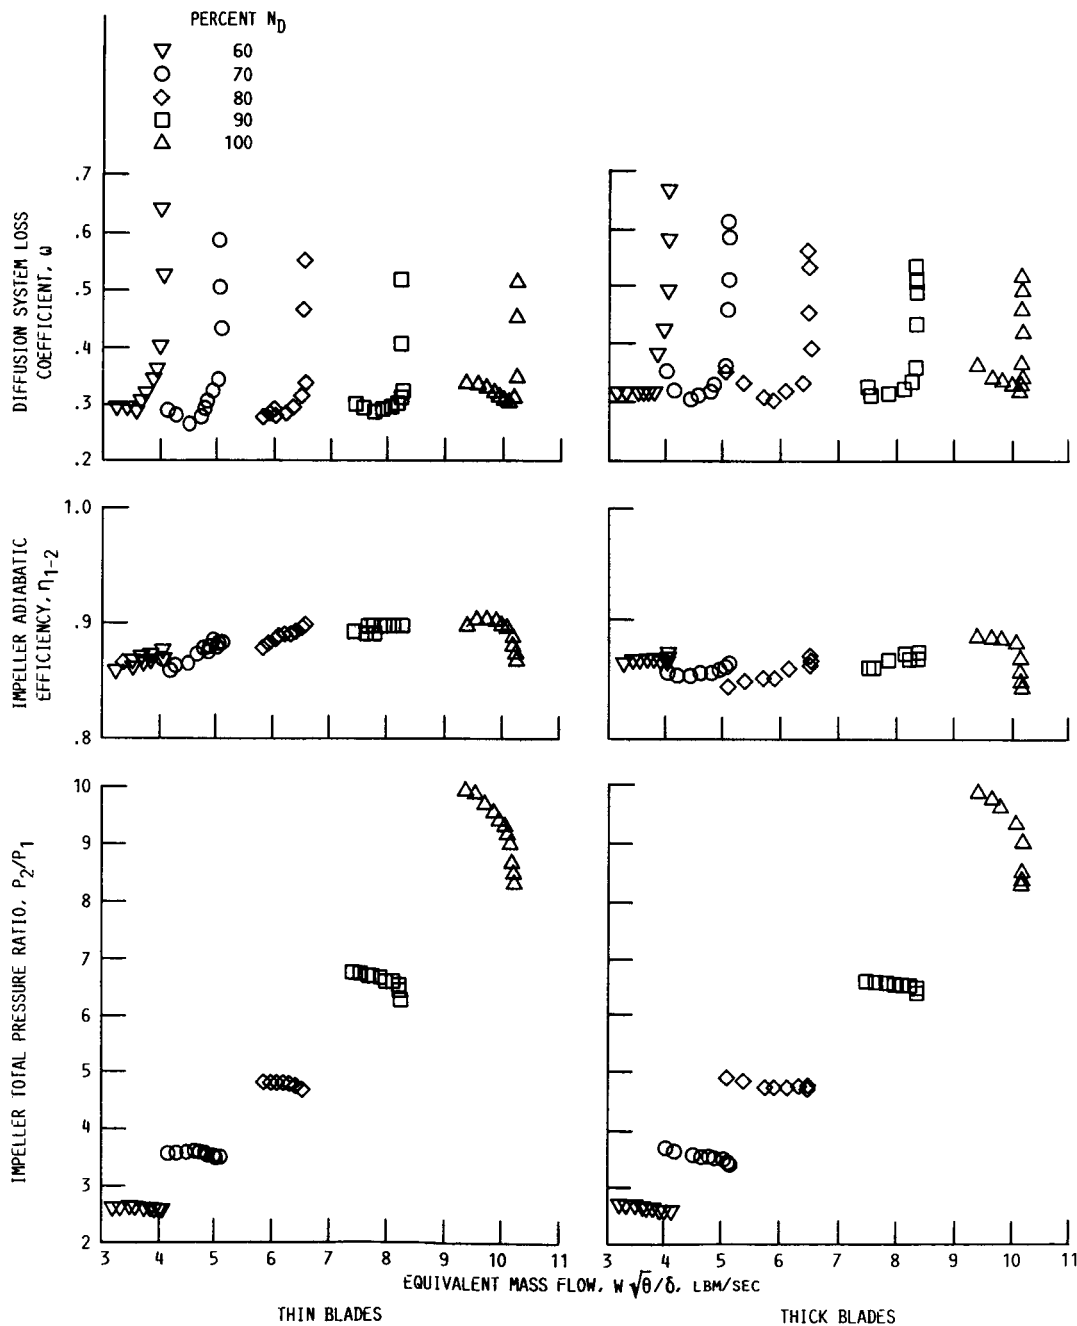 PERCENT N_D
60
70
80
90
100
DIFFUSION SYSTEM LOSS
COEFFICIENT, ω
.7
.6
.5
.4
.3
.2
IMPELLER ADIABATIC
EFFICIENCY, η₁₋₂
1.0
.9
.8
IMPELLER TOTAL PRESSURE RATIO, P₂/P₁
10
9
8
7
6
5
4
3
2
3 4 5 6 7 8 9 10 11
3 4 5 6 7 8 9 10 11
EQUIVALENT MASS FLOW, W√θ/δ, LBM/SEC
THIN BLADES
THICK BLADES